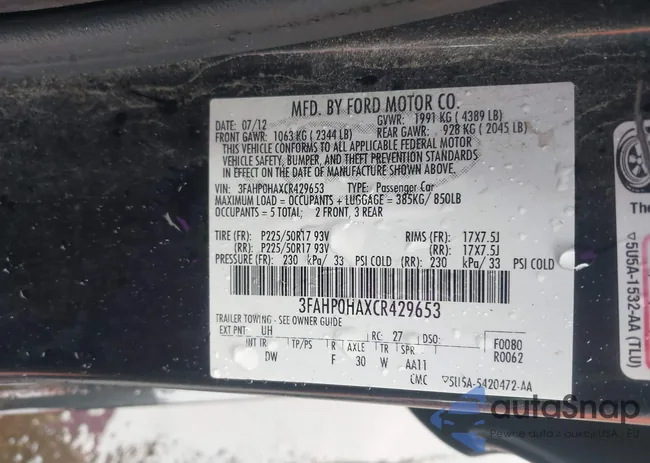 MFD. BY FORD MOTOR CO.
DATE: 07/12 GVWR: 1991 KG ( 4389 LB)
FRONT GAWR: 1063 KG ( 2344 LB) REAR GAWR: 928 KG ( 2045 LB)
THIS VEHICLE CONFORMS TO ALL APPLICABLE FEDERAL MOTOR
VEHICLE SAFETY, BUMPER, AND THEFT PREVENTION STANDARDS
IN EFFECT ON THE DATE OF MANUFACTURE SHOWN ABOVE.
VIN: 3FAHP0HAXCR429653 TYPE: Passenger Car
MAXIMUM LOAD = OCCUPANTS + LUGGAGE = 385KG/ 850LB
OCCUPANTS = 5 TOTAL; 2 FRONT, 3 REAR
TIRE (FR): P225/50R17 93V RIMS (FR): 17X7.5J
(RR): P225/50R17 93V (RR): 17X7.5J
PRESSURE (FR): 230 kPa/ 33 PSI COLD (RR): 230 kPa/ 33 PSI COLD
3FAHP0HAXCR429653
TRAILER TOWING - SEE OWNER GUIDE
EXT PNT: UH RC: 27 DSO: F0080
INT TR TP/PS R AXLE TR SPR R0062
DW F 30 W AA11
CMC ▽5U5A-5420472-AA
The
▽5U5A-1532-AA (TLU)
autoSnap
Pewne auta z aukcji USA, EU